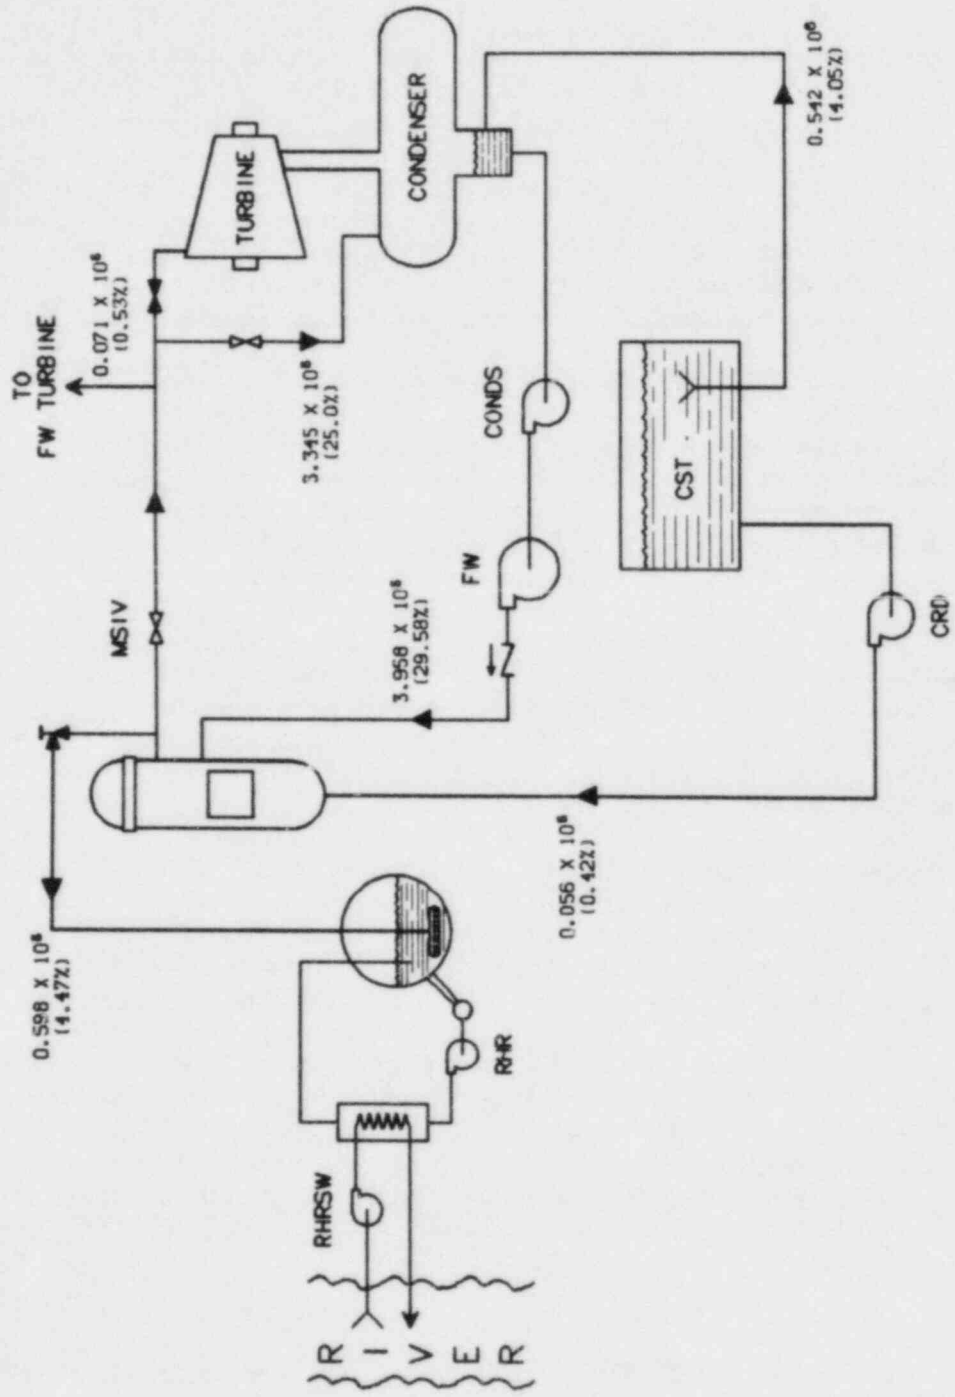 TO
FW TURBINE
0.071 X 10⁶
(0.53%)
TURBINE
CONDENSER
MSIV
3.345 X 10⁶
(25.0%)
0.542 X 10⁶
(4.05%)
0.598 X 10⁶
(4.47%)
CONDS
FW
3.958 X 10⁶
(29.58%)
CST
CRD
0.056 X 10⁶
(0.42%)
RHR
RHRSW
RIVER